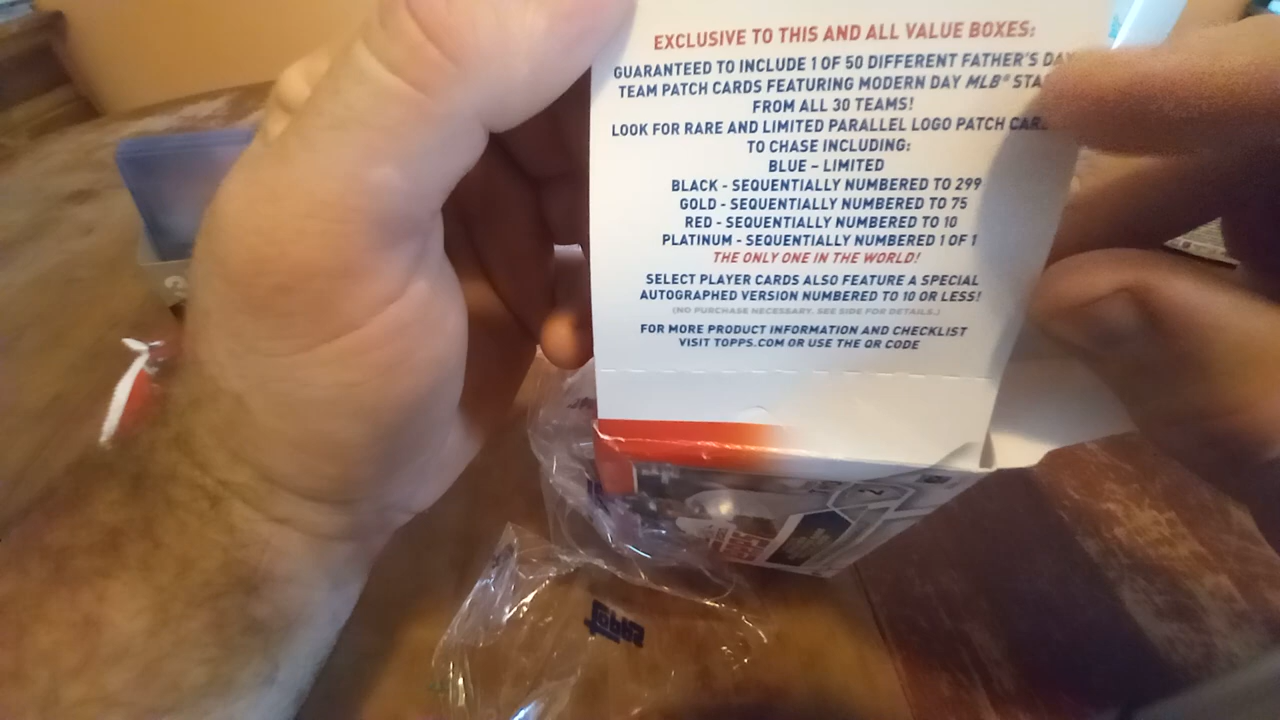 EXCLUSIVE TO THIS AND ALL VALUE BOXES:
GUARANTEED TO INCLUDE 1 OF 50 DIFFERENT FATHER'S DAY
TEAM PATCH CARDS FEATURING MODERN DAY MLB® STA
FROM ALL 30 TEAMS!
LOOK FOR RARE AND LIMITED PARALLEL LOGO PATCH CAR
TO CHASE INCLUDING:
BLUE – LIMITED
BLACK - SEQUENTIALLY NUMBERED TO 299
GOLD - SEQUENTIALLY NUMBERED TO 75
RED - SEQUENTIALLY NUMBERED TO 10
PLATINUM - SEQUENTIALLY NUMBERED 1 OF 1
THE ONLY ONE IN THE WORLD!
SELECT PLAYER CARDS ALSO FEATURE A SPECIAL
AUTOGRAPHED VERSION NUMBERED TO 10 OR LESS!
(NO PURCHASE NECESSARY. SEE SIDE FOR DETAILS.)
FOR MORE PRODUCT INFORMATION AND CHECKLIST
VISIT TOPPS.COM OR USE THE QR CODE
topps